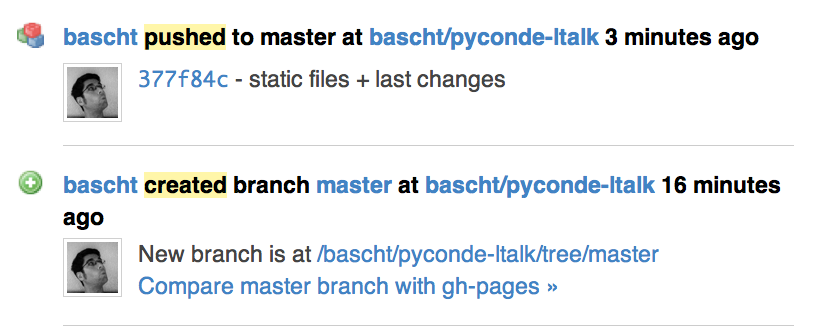 bascht pushed to master at bascht/pyconde-ltalk 3 minutes ago
377f84c - static files + last changes
bascht created branch master at bascht/pyconde-ltalk 16 minutes
ago
New branch is at /bascht/pyconde-ltalk/tree/master
Compare master branch with gh-pages »